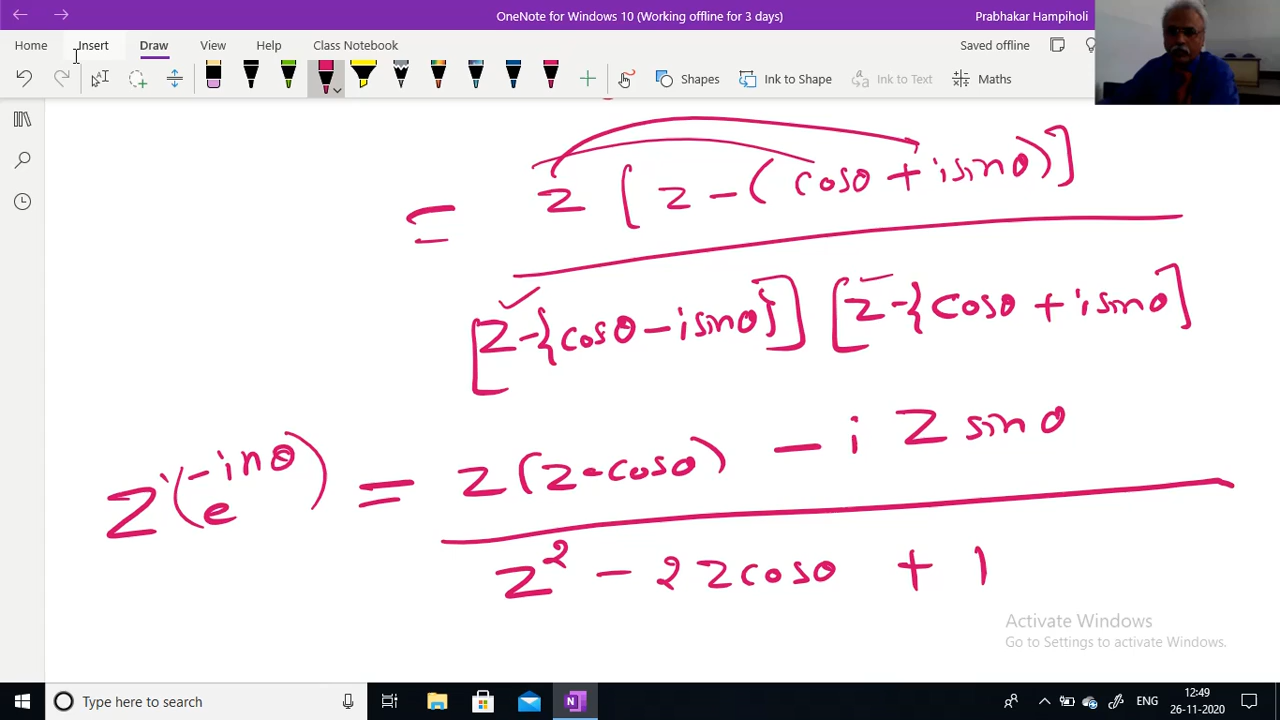 OneNote for Windows 10 (Working offline for 3 days)
Prabhakar Hampiholi
Home Insert Draw View Help Class Notebook Saved offline
Shapes Ink to Shape Ink to Text Maths
= z [ z - ( cosθ + i sinθ ) ]
[ z - { cosθ - i sinθ } ] [ z - { cosθ + i sinθ ]
Z ( e^-inθ ) = z ( z - cosθ ) - i z sinθ
z² - 2 z cosθ + 1
Activate Windows
Go to Settings to activate Windows.
Type here to search
ENG
12:49
26-11-2020